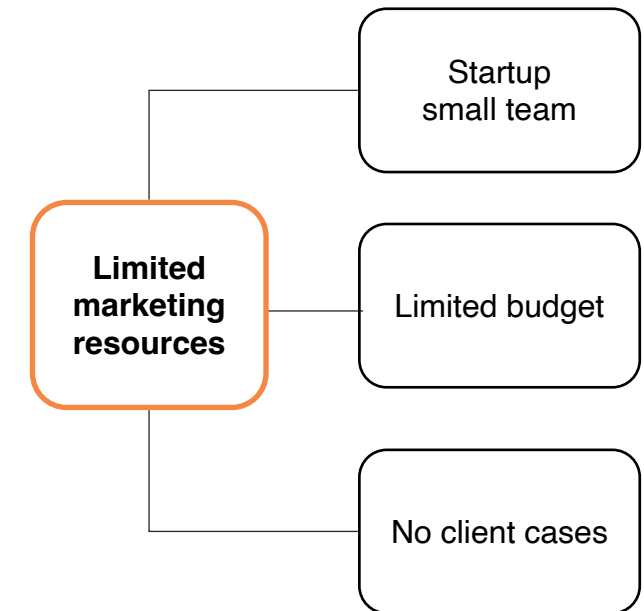 Startup
small team
Limited
marketing
resources
Limited budget
No client cases